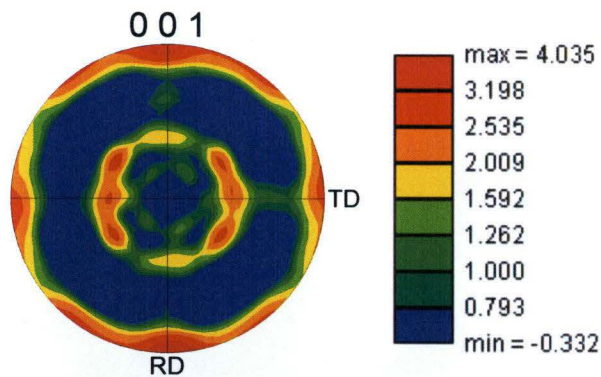 0 0 1
TD
RD
max = 4.035
3.198
2.535
2.009
1.592
1.262
1.000
0.793
min = -0.332